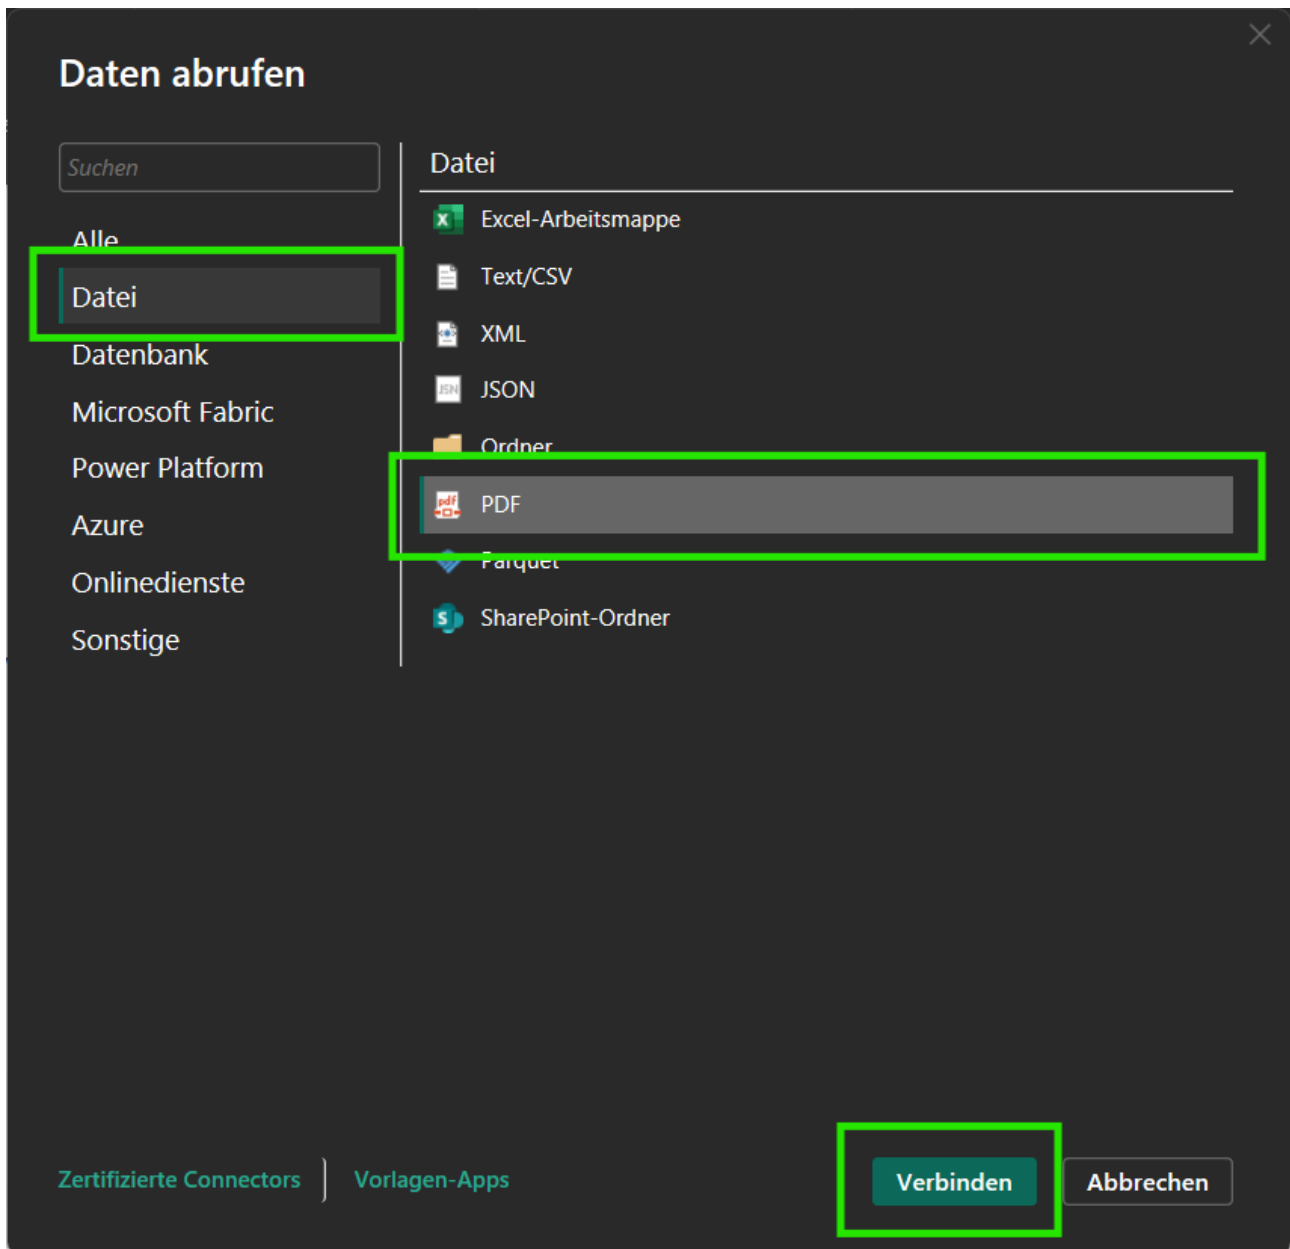 Daten abrufen
Suchen
Alle
Datei
Datenbank
Microsoft Fabric
Power Platform
Azure
Onlinedienste
Sonstige
Datei
Excel-Arbeitsmappe
Text/CSV
XML
JSON
Ordner
PDF
Parquet
SharePoint-Ordner
Zertifizierte Connectors
Vorlagen-Apps
Verbinden
Abbrechen